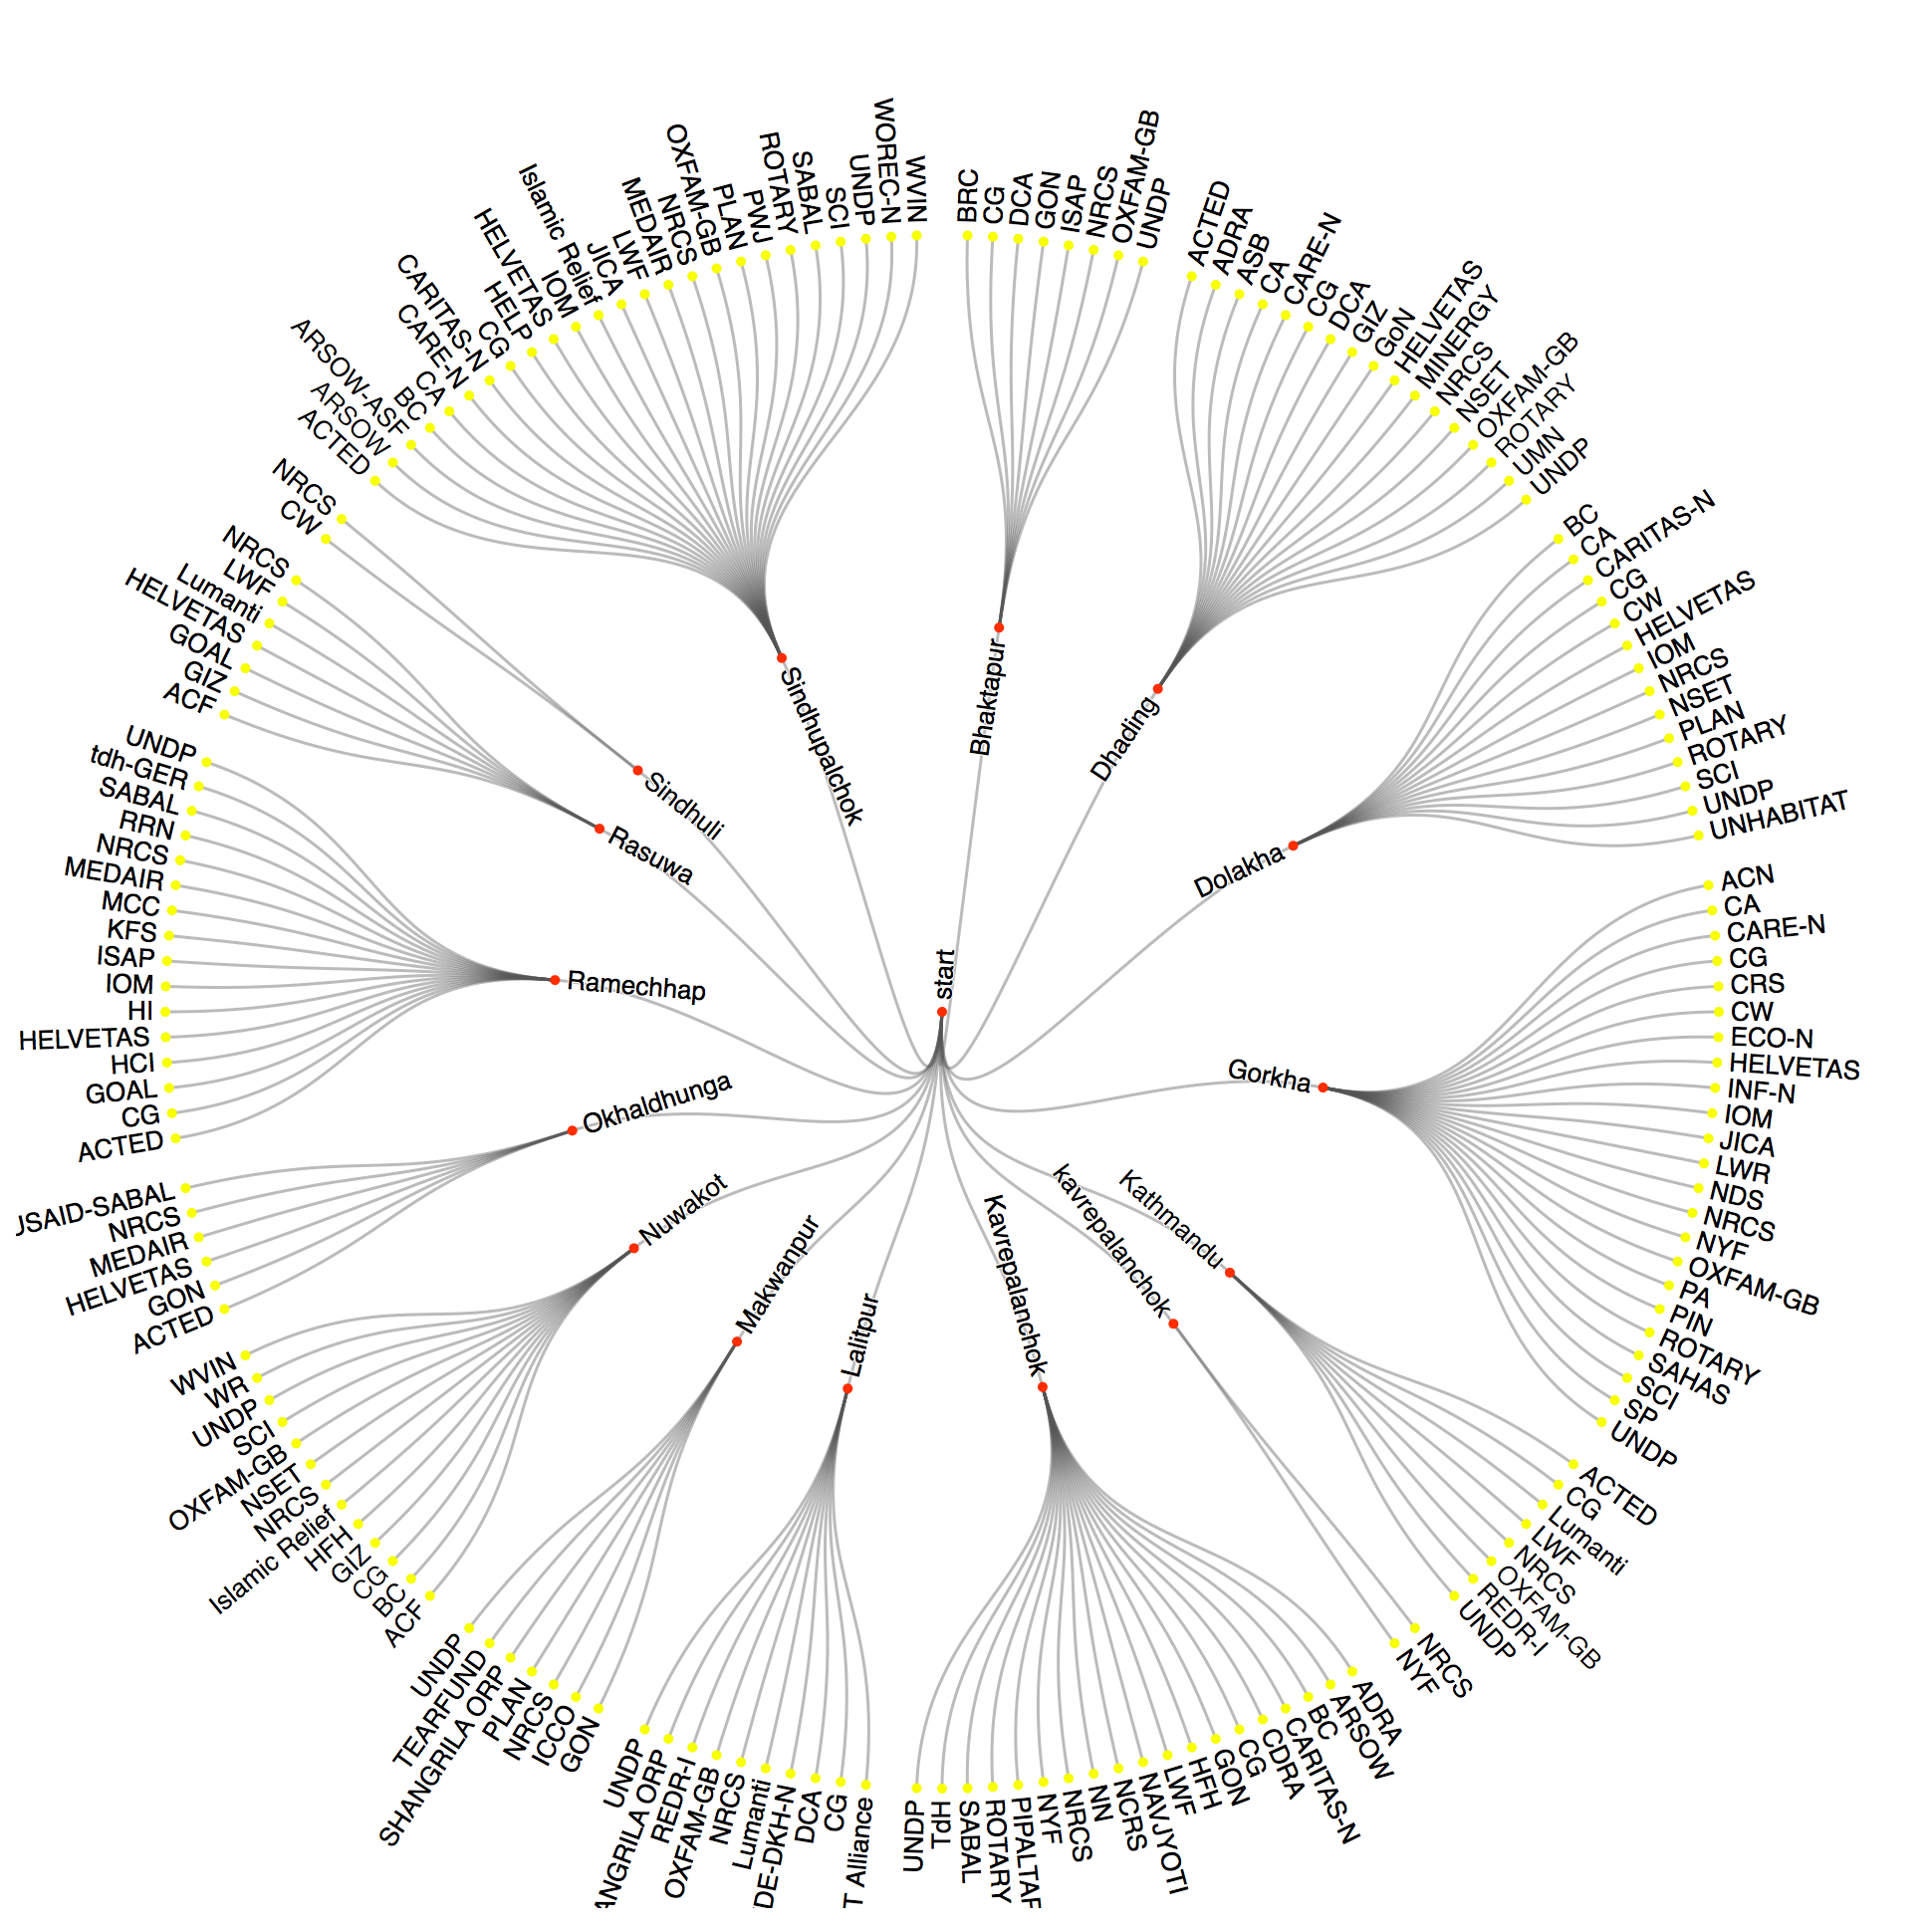 start
Bhaktapur
BRC
CG
DCA
GON
ISAP
NRCS
OXFAM-GB
UNDP
Dhading
ACTED
ADRA
ASB
CA
CARE-N
CG
DCA
GIZ
GoN
HELVETAS
MINERGY
NRCS
NSET
OXFAM-GB
ROTARY
UMN
UNDP
Dolakha
BC
CA
CARITAS-N
CG
CW
HELVETAS
IOM
NRCS
NSET
PLAN
ROTARY
SCI
UNDP
UNHABITAT
Gorkha
ACN
CA
CARE-N
CG
CRS
CW
ECO-N
HELVETAS
INF-N
IOM
JICA
LWR
NDS
NRCS
NYF
OXFAM-GB
PA
PIN
ROTARY
SAHAS
SCI
SP
UNDP
Kathmandu
ACTED
CG
Lumanti
LWF
NRCS
OXFAM-GB
REDR-I
UNDP
kavrepalanchok
NRCS
NYF
Kavrepalanchok
ADRA
ARSOW
BC
CARITAS-N
CDRA
CG
GON
HFH
LWF
NAVJYOTI
NCRS
NN
NRCS
NYF
PIPALTAR
ROTARY
SABAL
TdH
UNDP
Lalitpur
T Alliance
CG
DCA
DE-DKH-N
Lumanti
NRCS
OXFAM-GB
REDR-I
ANGRILA ORP
UNDP
Makwanpur
GON
ICCO
NRCS
PLAN
SHANGRILA ORP
TEARFUND
UNDP
Nuwakot
ACF
BC
CG
GIZ
HFH
Islamic Relief
NRCS
NSET
OXFAM-GB
SCI
UNDP
WR
WVIN
Okhaldhunga
ACTED
GON
HELVETAS
MEDAIR
NRCS
JSAID-SABAL
Ramechhap
ACTED
CG
GOAL
HCI
HELVETAS
HI
IOM
ISAP
KFS
MCC
MEDAIR
NRCS
RRN
SABAL
tdh-GER
UNDP
Rasuwa
ACF
GIZ
GOAL
HELVETAS
Lumanti
LWF
NRCS
Sindhuli
CW
NRCS
Sindhupalchok
ACTED
ARSOW
ARSOW-ASF
BC
CA
CARE-N
CARITAS-N
CG
HELP
HELVETAS
IOM
Islamic Relief
JICA
LWF
MEDAIR
NRCS
OXFAM-GB
PLAN
PWJ
ROTARY
SABAL
SCI
UNDP
WOREC-N
WVIN